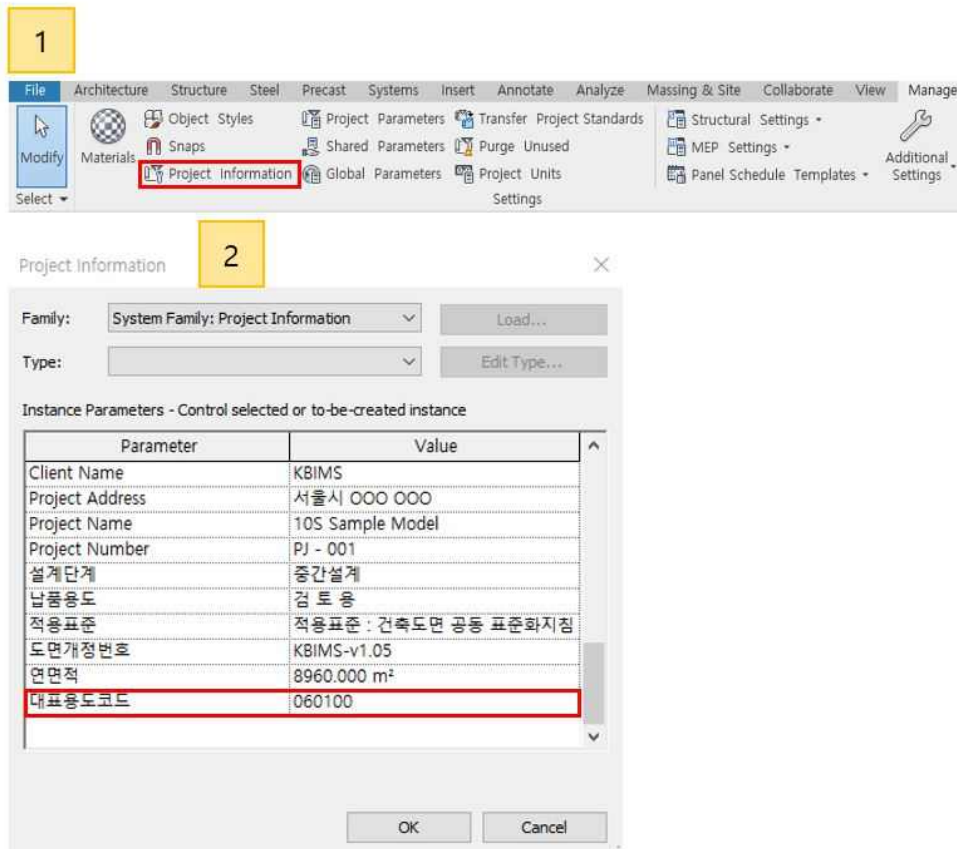 1
File Architecture Structure Steel Precast Systems Insert Annotate Analyze Massing & Site Collaborate View Manage
Object Styles Project Parameters Transfer Project Standards Structural Settings
Modify Materials Snaps Shared Parameters Purge Unused MEP Settings Additional Settings
Project Information Global Parameters Project Units Panel Schedule Templates
Select Settings
2
Project Information
Family: System Family: Project Information Load...
Type: Edit Type...
Instance Parameters - Control selected or to-be-created instance
Parameter Value
Client Name KBIMS
Project Address 서울시 OOO OOO
Project Name 10S Sample Model
Project Number PJ - 001
설계단계 중간설계
납품용도 검 토 용
적용표준 적용표준 : 건축도면 공동 표준화지침
도면개정번호 KBIMS-v1.05
연면적 8960.000 m²
대표용도코드 060100
OK Cancel